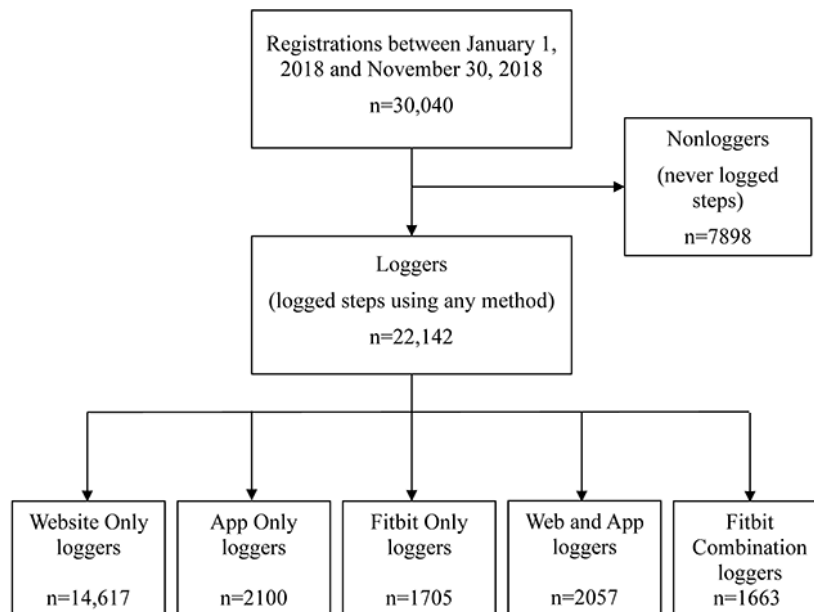 Registrations between January 1,
2018 and November 30, 2018
n=30,040
Nonloggers
(never logged
steps)
n=7898
Loggers
(logged steps using any method)
n=22,142
Website Only
loggers
n=14,617
App Only
loggers
n=2100
Fitbit Only
loggers
n=1705
Web and App
loggers
n=2057
Fitbit
Combination
loggers
n=1663